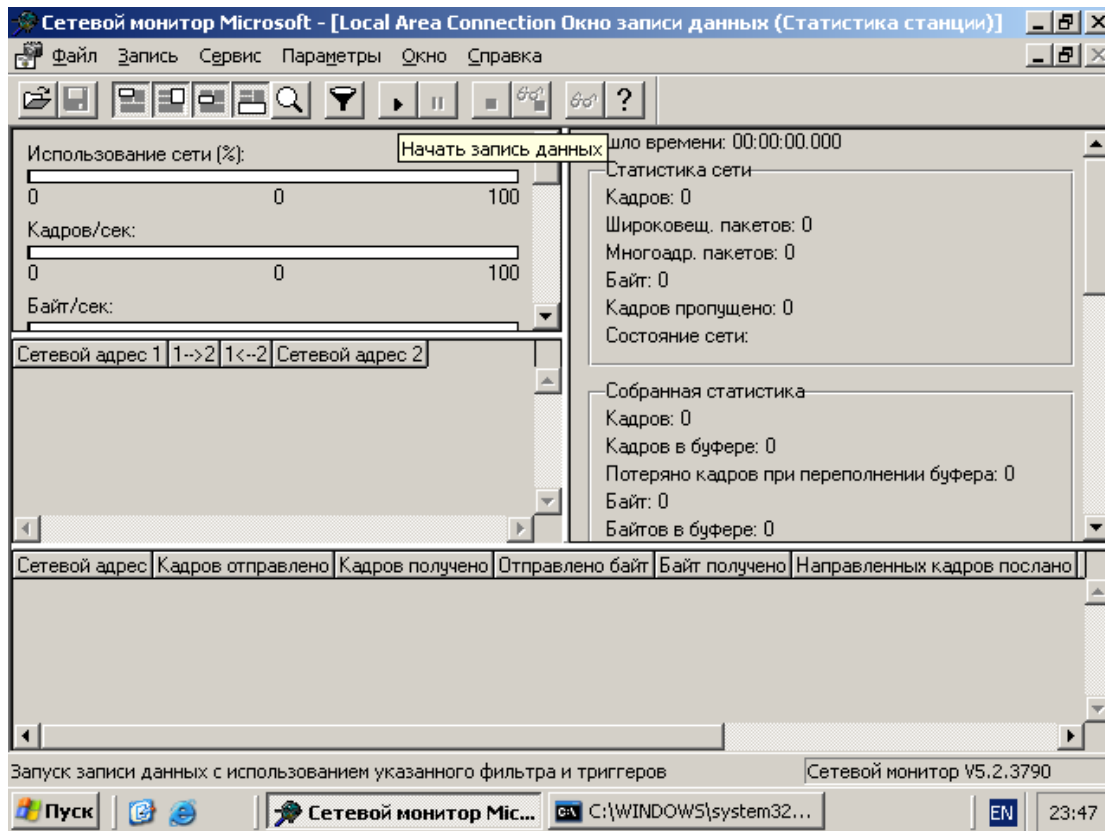 Сетевой монитор Microsoft - [Local Area Connection Окно записи данных (Статистика станции)]
Файл Запись Сервис Параметры Окно Справка
Начать запись данных
Использование сети (%):
0 0 100
Кадров/сек:
0 0 100
Байт/сек:
шло времени: 00:00:00.000
Статистика сети
Кадров: 0
Широковещ. пакетов: 0
Многоадр. пакетов: 0
Байт: 0
Кадров пропущено: 0
Состояние сети:
Собранная статистика
Кадров: 0
Кадров в буфере: 0
Потеряно кадров при переполнении буфера: 0
Байт: 0
Байтов в буфере: 0
Сетевой адрес 1 1-->2 1<--2 Сетевой адрес 2
Сетевой адрес Кадров отправлено Кадров получено Отправлено байт Байт получено Направленных кадров послано
Запуск записи данных с использованием указанного фильтра и триггеров
Сетевой монитор V5.2.3790
Пуск Сетевой монитор Mic... C:\WINDOWS\system32... EN 23:47